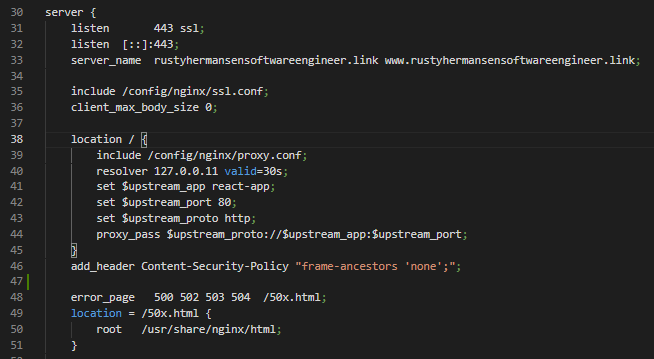 30 server {
31     listen       443 ssl;
32     listen  [::]:443;
33     server_name  rustyhermansensoftwareengineer.link www.rustyhermansensoftwareengineer.link;
34
35     include /config/nginx/ssl.conf;
36     client_max_body_size 0;
37
38     location / {
39         include /config/nginx/proxy.conf;
40         resolver 127.0.0.11 valid=30s;
41         set $upstream_app react-app;
42         set $upstream_port 80;
43         set $upstream_proto http;
44         proxy_pass $upstream_proto://$upstream_app:$upstream_port;
45     }
46     add_header Content-Security-Policy "frame-ancestors 'none';";
47
48     error_page   500 502 503 504  /50x.html;
49     location = /50x.html {
50         root   /usr/share/nginx/html;
51     }